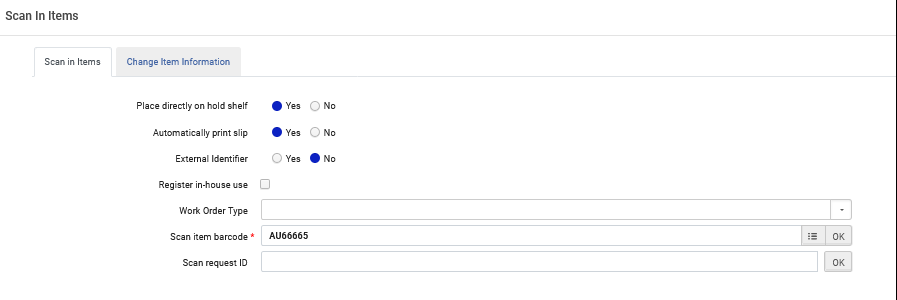 Scan In Items
Scan in Items Change Item Information
Place directly on hold shelf Yes No
Automatically print slip Yes No
External Identifier Yes No
Register in-house use
Work Order Type
Scan item barcode * AU66665 OK
Scan request ID OK